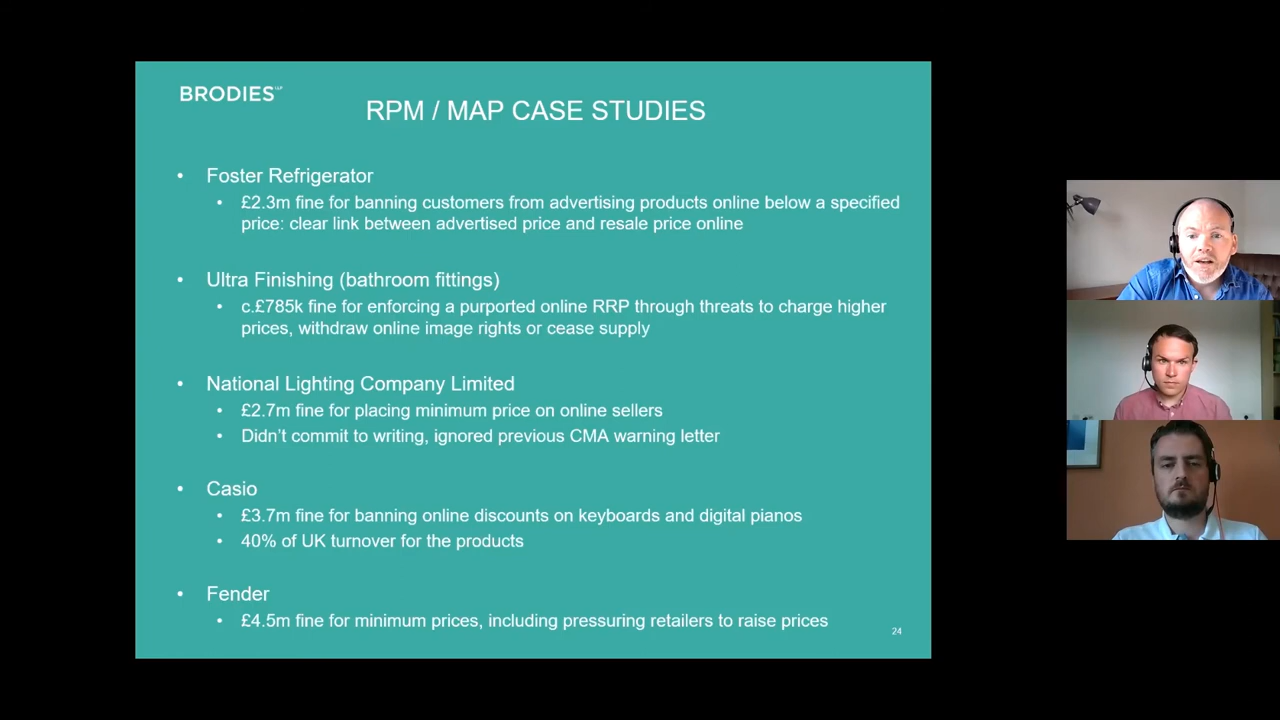 BRODIES LLP
RPM / MAP CASE STUDIES
• Foster Refrigerator
• £2.3m fine for banning customers from advertising products online below a specified
price: clear link between advertised price and resale price online
• Ultra Finishing (bathroom fittings)
• c.£785k fine for enforcing a purported online RRP through threats to charge higher
prices, withdraw online image rights or cease supply
• National Lighting Company Limited
• £2.7m fine for placing minimum price on online sellers
• Didn’t commit to writing, ignored previous CMA warning letter
• Casio
• £3.7m fine for banning online discounts on keyboards and digital pianos
• 40% of UK turnover for the products
• Fender
• £4.5m fine for minimum prices, including pressuring retailers to raise prices
24